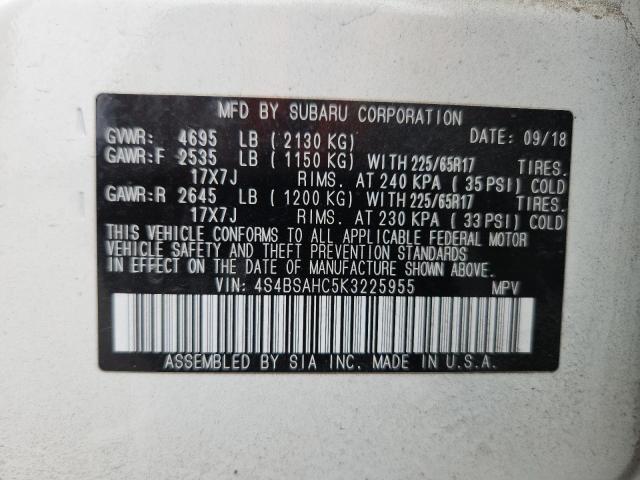 MFD BY SUBARU CORPORATION
GVWR: 4695 LB (2130 KG) DATE: 09/18
GAWR:F 2535 LB (1150 KG) WITH 225/65R17 TIRES.
17X7J RIMS. AT 240 KPA (35 PSI) COLD
GAWR:R 2645 LB (1200 KG) WITH 225/65R17 TIRES.
17X7J RIMS. AT 230 KPA (33 PSI) COLD
THIS VEHICLE CONFORMS TO ALL APPLICABLE FEDERAL MOTOR
VEHICLE SAFETY AND THEFT PREVENTION STANDARDS
IN EFFECT ON THE DATE OF MANUFACTURE SHOWN ABOVE.
VIN: 4S4BSAHC5K3225955 MPV
ASSEMBLED BY SIA INC. MADE IN U.S.A.